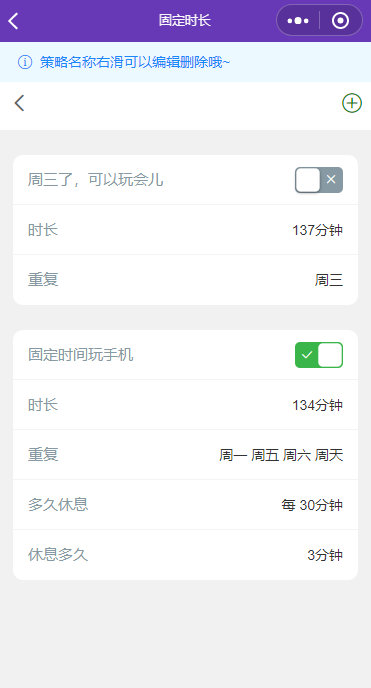 固定时长
策略名称右滑可以编辑删除哦~
周三了，可以玩会儿
时长 137分钟
重复 周三
固定时间玩手机
时长 134分钟
重复 周一 周五 周六 周天
多久休息 每 30分钟
休息多久 3分钟